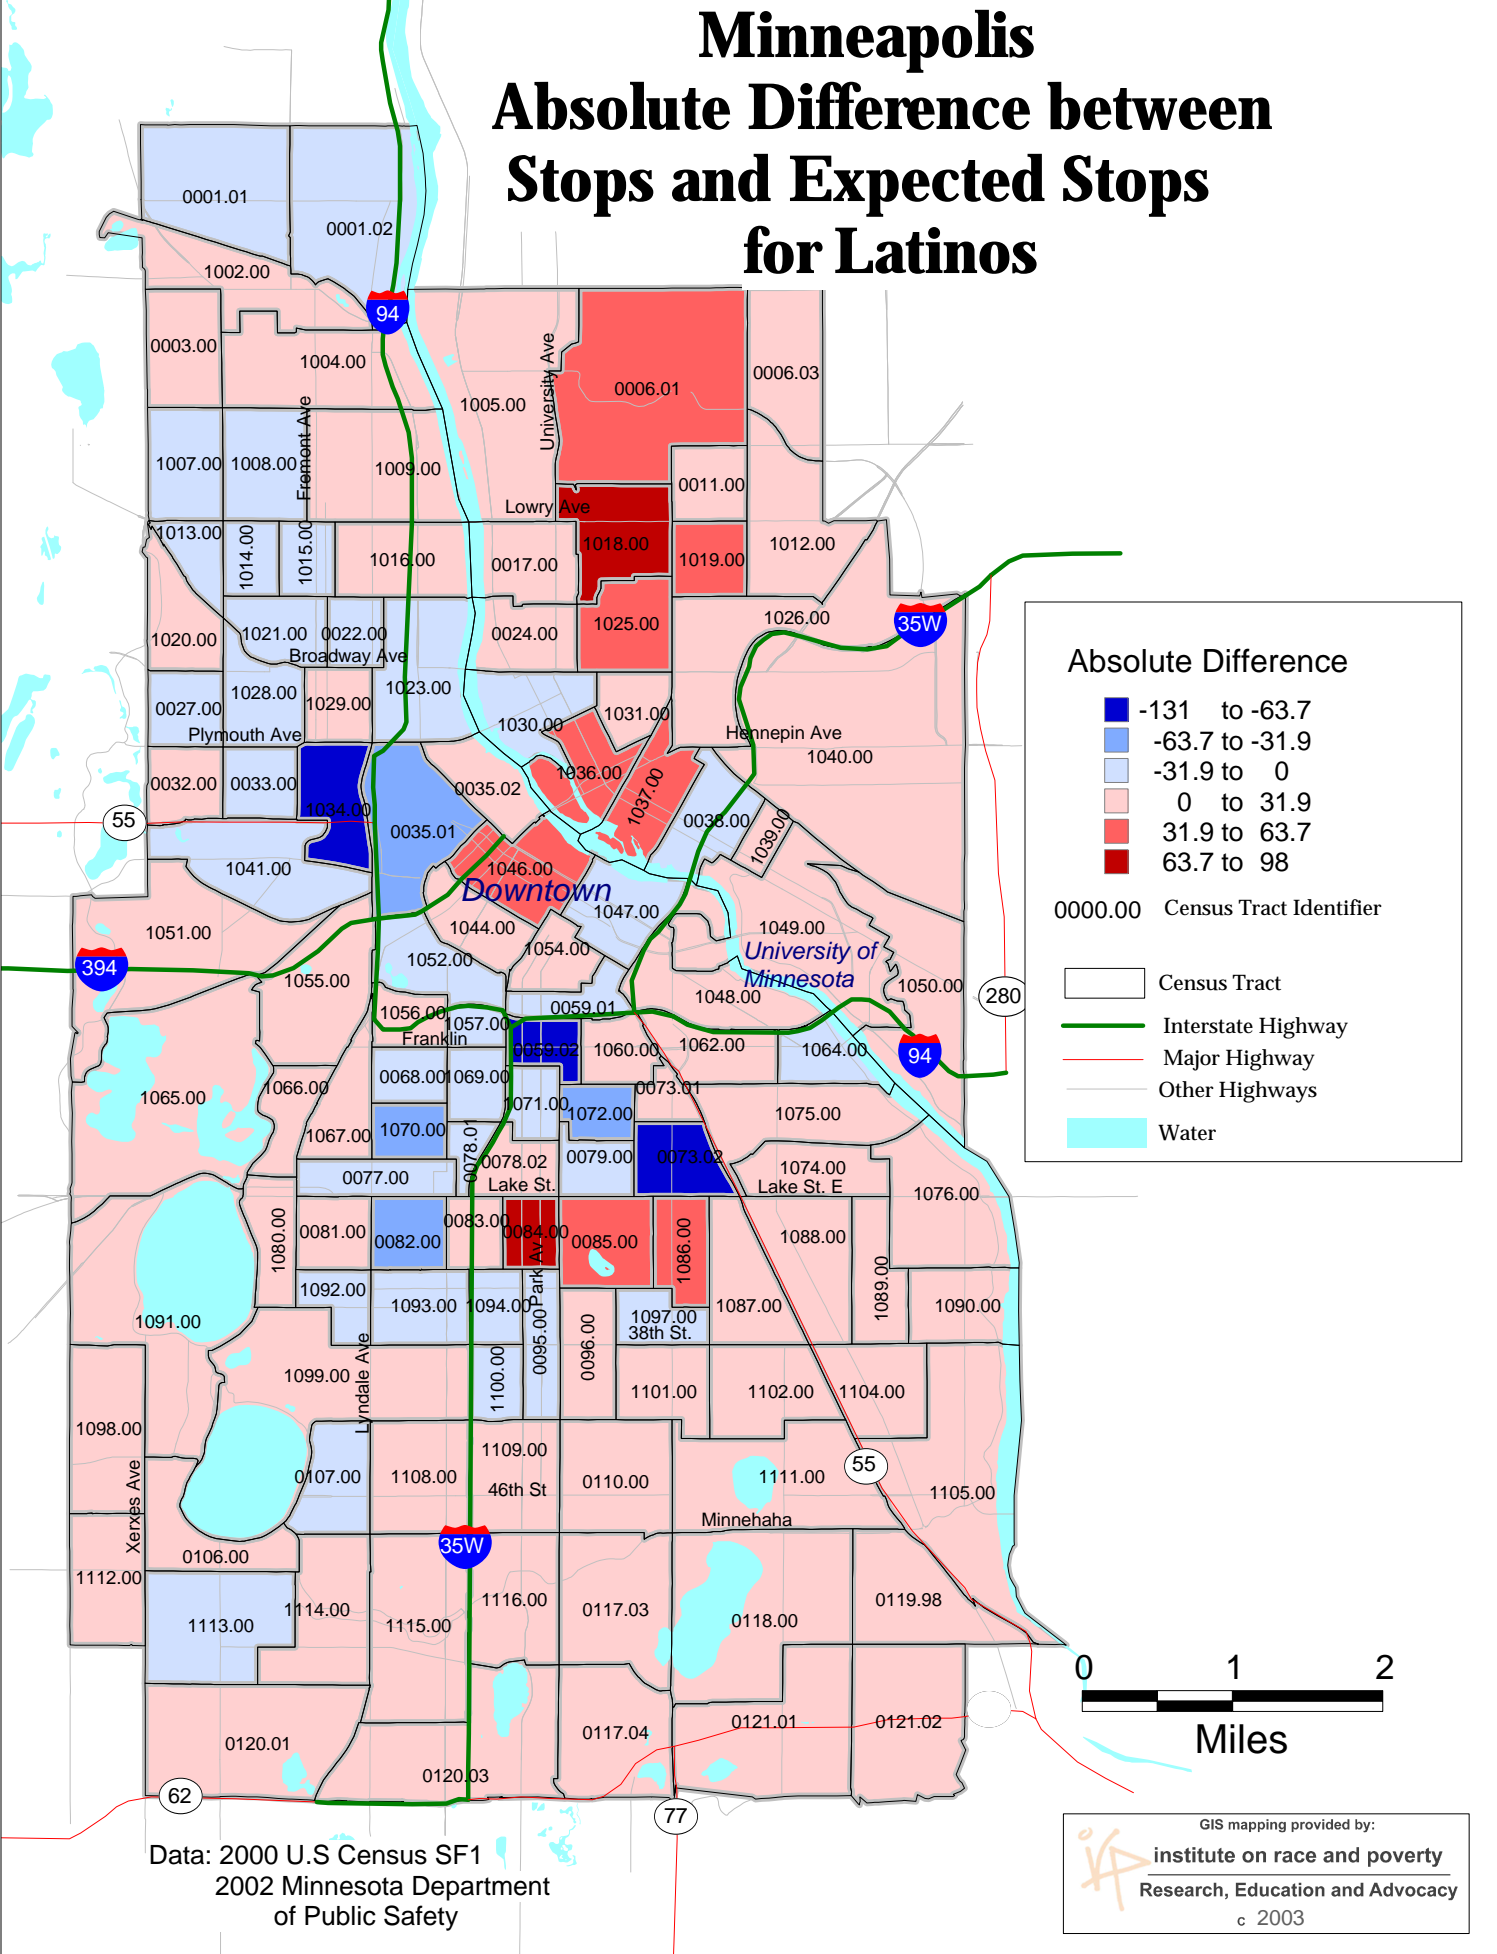 Minneapolis
Absolute Difference between
Stops and Expected Stops
for Latinos
0001.01
0001.02
1002.00
94
0003.00
1004.00
1005.00
University Ave
0006.01
0006.03
1007.00
1008.00
Fremont Ave
1009.00
0011.00
Lowry Ave
1013.00
1014.00
1015.00
1016.00
0017.00
1018.00
1019.00
1012.00
1020.00
1021.00
0022.00
0024.00
1025.00
1026.00
35W
Broadway Ave
0027.00
1028.00
1029.00
1023.00
1030.00
1031.00
Plymouth Ave
Hennepin Ave
1040.00
0032.00
0033.00
1034.00
0035.02
1036.00
1037.00
55
0035.01
0038.00
1039.00
1041.00
1046.00
Downtown
1047.00
1051.00
1044.00
1054.00
1049.00
University of
Minnesota
394
1052.00
1055.00
1050.00
280
1056.00
0059.01
1048.00
1057.00
Franklin
0059.02
1060.00
1062.00
1064.00
94
1065.00
1066.00
0068.00
1069.00
0073.01
1071.00
1072.00
1075.00
1067.00
1070.00
0078.01
0078.02
0079.00
0073.02
1074.00
0077.00
Lake St.
Lake St. E
1076.00
1080.00
0081.00
0082.00
0083.00
0084.00
0085.00
1086.00
1088.00
1089.00
1092.00
1093.00
1094.00
Park Av
0095.00
1097.00
38th St.
1087.00
1090.00
1091.00
0096.00
Lyndale Ave
1099.00
1100.00
1101.00
1102.00
1104.00
1098.00
Xerxes Ave
0107.00
1108.00
1109.00
46th St
0110.00
1111.00
55
1105.00
Minnehaha
0106.00
35W
1112.00
1113.00
1114.00
1115.00
1116.00
0117.03
0118.00
0119.98
0120.01
0120.03
0117.04
0121.01
0121.02
62
77
Absolute Difference
-131 to -63.7
-63.7 to -31.9
-31.9 to 0
0 to 31.9
31.9 to 63.7
63.7 to 98
0000.00 Census Tract Identifier
Census Tract
Interstate Highway
Major Highway
Other Highways
Water
0 1 2
Miles
Data: 2000 U.S Census SF1
2002 Minnesota Department
of Public Safety
GIS mapping provided by:
institute on race and poverty
Research, Education and Advocacy
c 2003